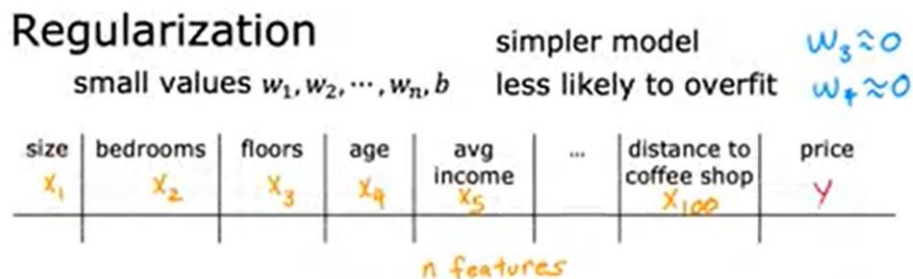 Regularization
simpler model w₃≈0
small values w₁, w₂, ⋯, wₙ, b less likely to overfit w₄≈0
size bedrooms floors age avg income ... distance to coffee shop price
x₁ x₂ x₃ x₄ x₅ x₁₀₀ y
n features